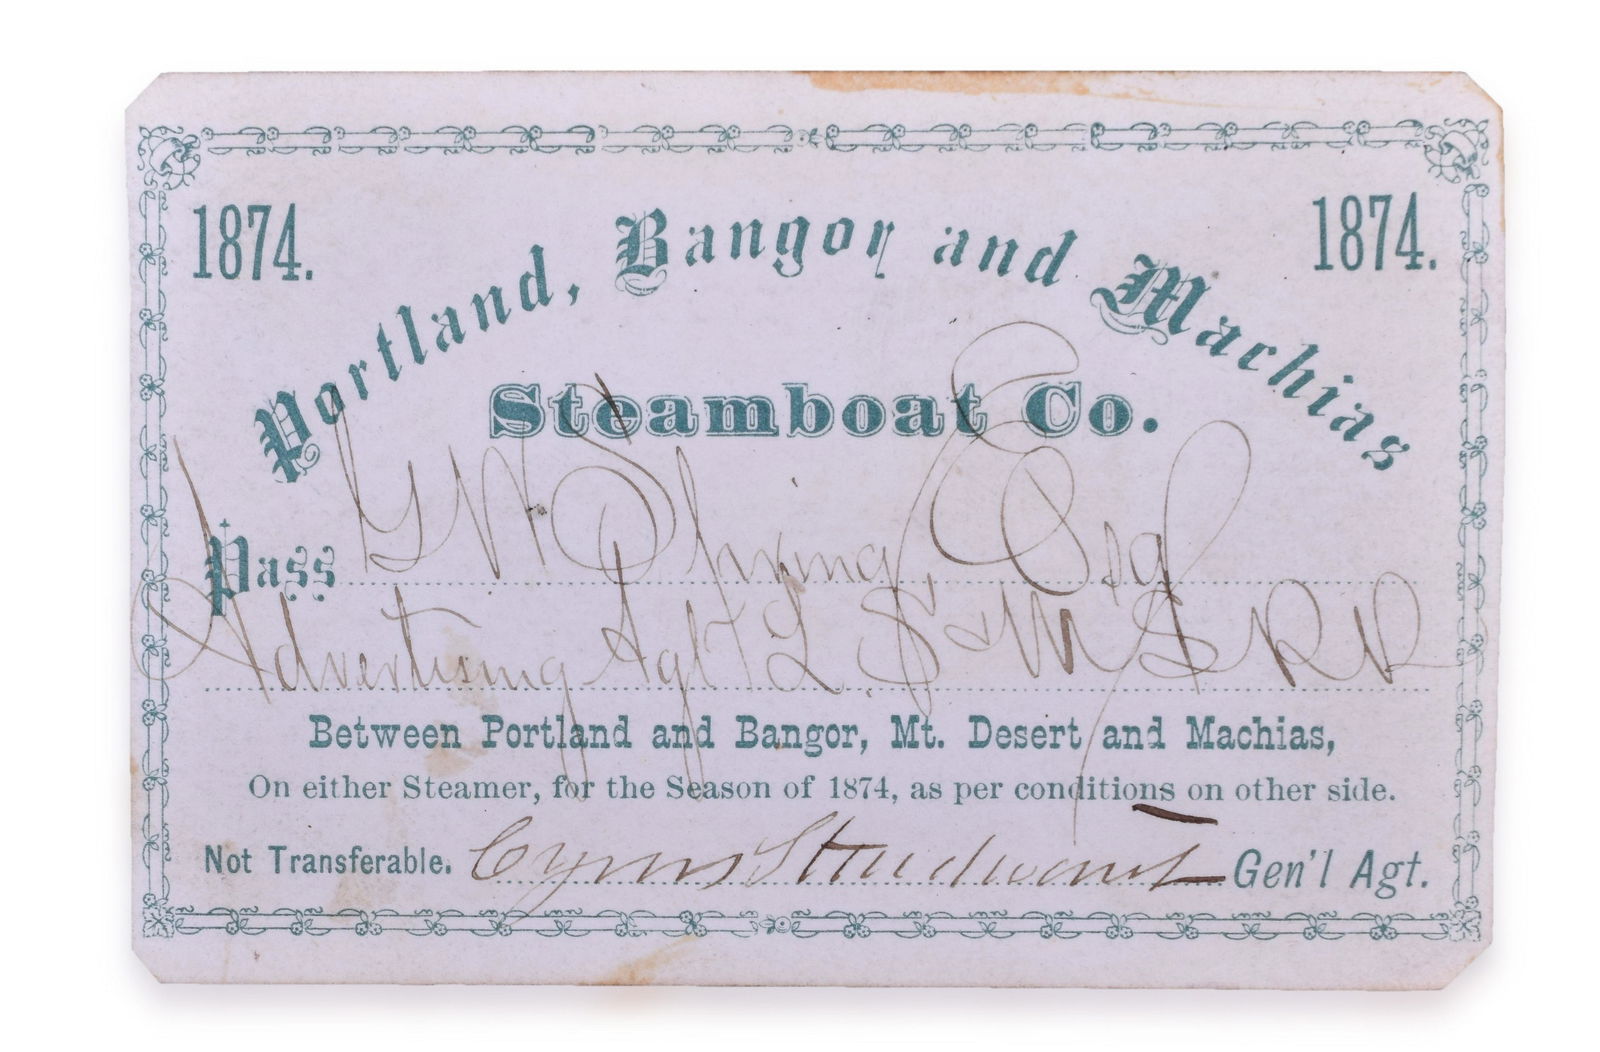 1874. 1874.
Portland, Bangor and Machias
Steamboat Co.
Pass G W Esq
Advertising Agt L S & M S R R
Between Portland and Bangor, Mt. Desert and Machias,
On either Steamer, for the Season of 1874, as per conditions on other side.
Not Transferable. Cyrus Sturdivant Gen'l Agt.